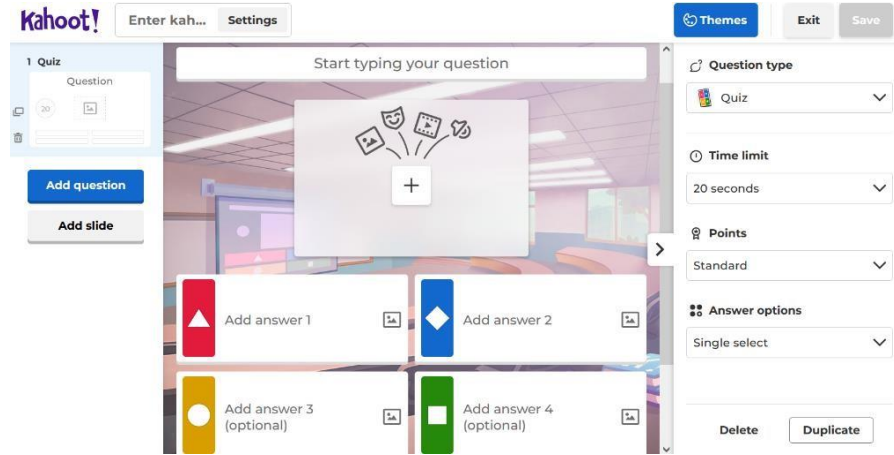 Kahoot!
Enter kah...
Settings
Themes
Exit
Save
1 Quiz
Question
20
Add question
Add slide
Start typing your question
Add answer 1
Add answer 2
Add answer 3
(optional)
Add answer 4
(optional)
Question type
Quiz
Time limit
20 seconds
Points
Standard
Answer options
Single select
Delete
Duplicate